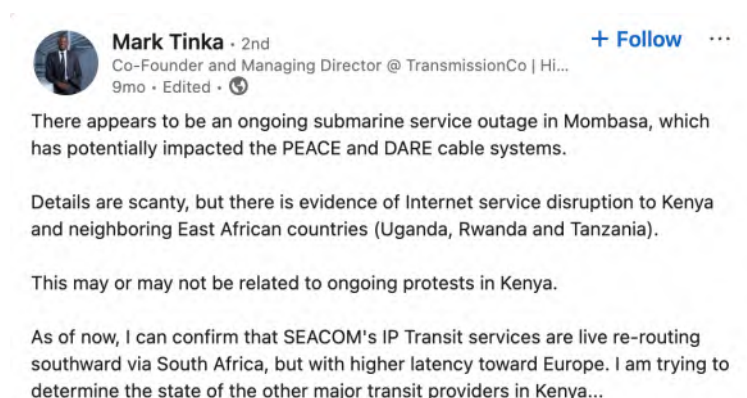 Mark Tinka · 2nd
+ Follow ...
Co-Founder and Managing Director @ TransmissionCo | Hi...
9mo · Edited ·
There appears to be an ongoing submarine service outage in Mombasa, which
has potentially impacted the PEACE and DARE cable systems.
Details are scanty, but there is evidence of Internet service disruption to Kenya
and neighboring East African countries (Uganda, Rwanda and Tanzania).
This may or may not be related to ongoing protests in Kenya.
As of now, I can confirm that SEACOM's IP Transit services are live re-routing
southward via South Africa, but with higher latency toward Europe. I am trying to
determine the state of the other major transit providers in Kenya...